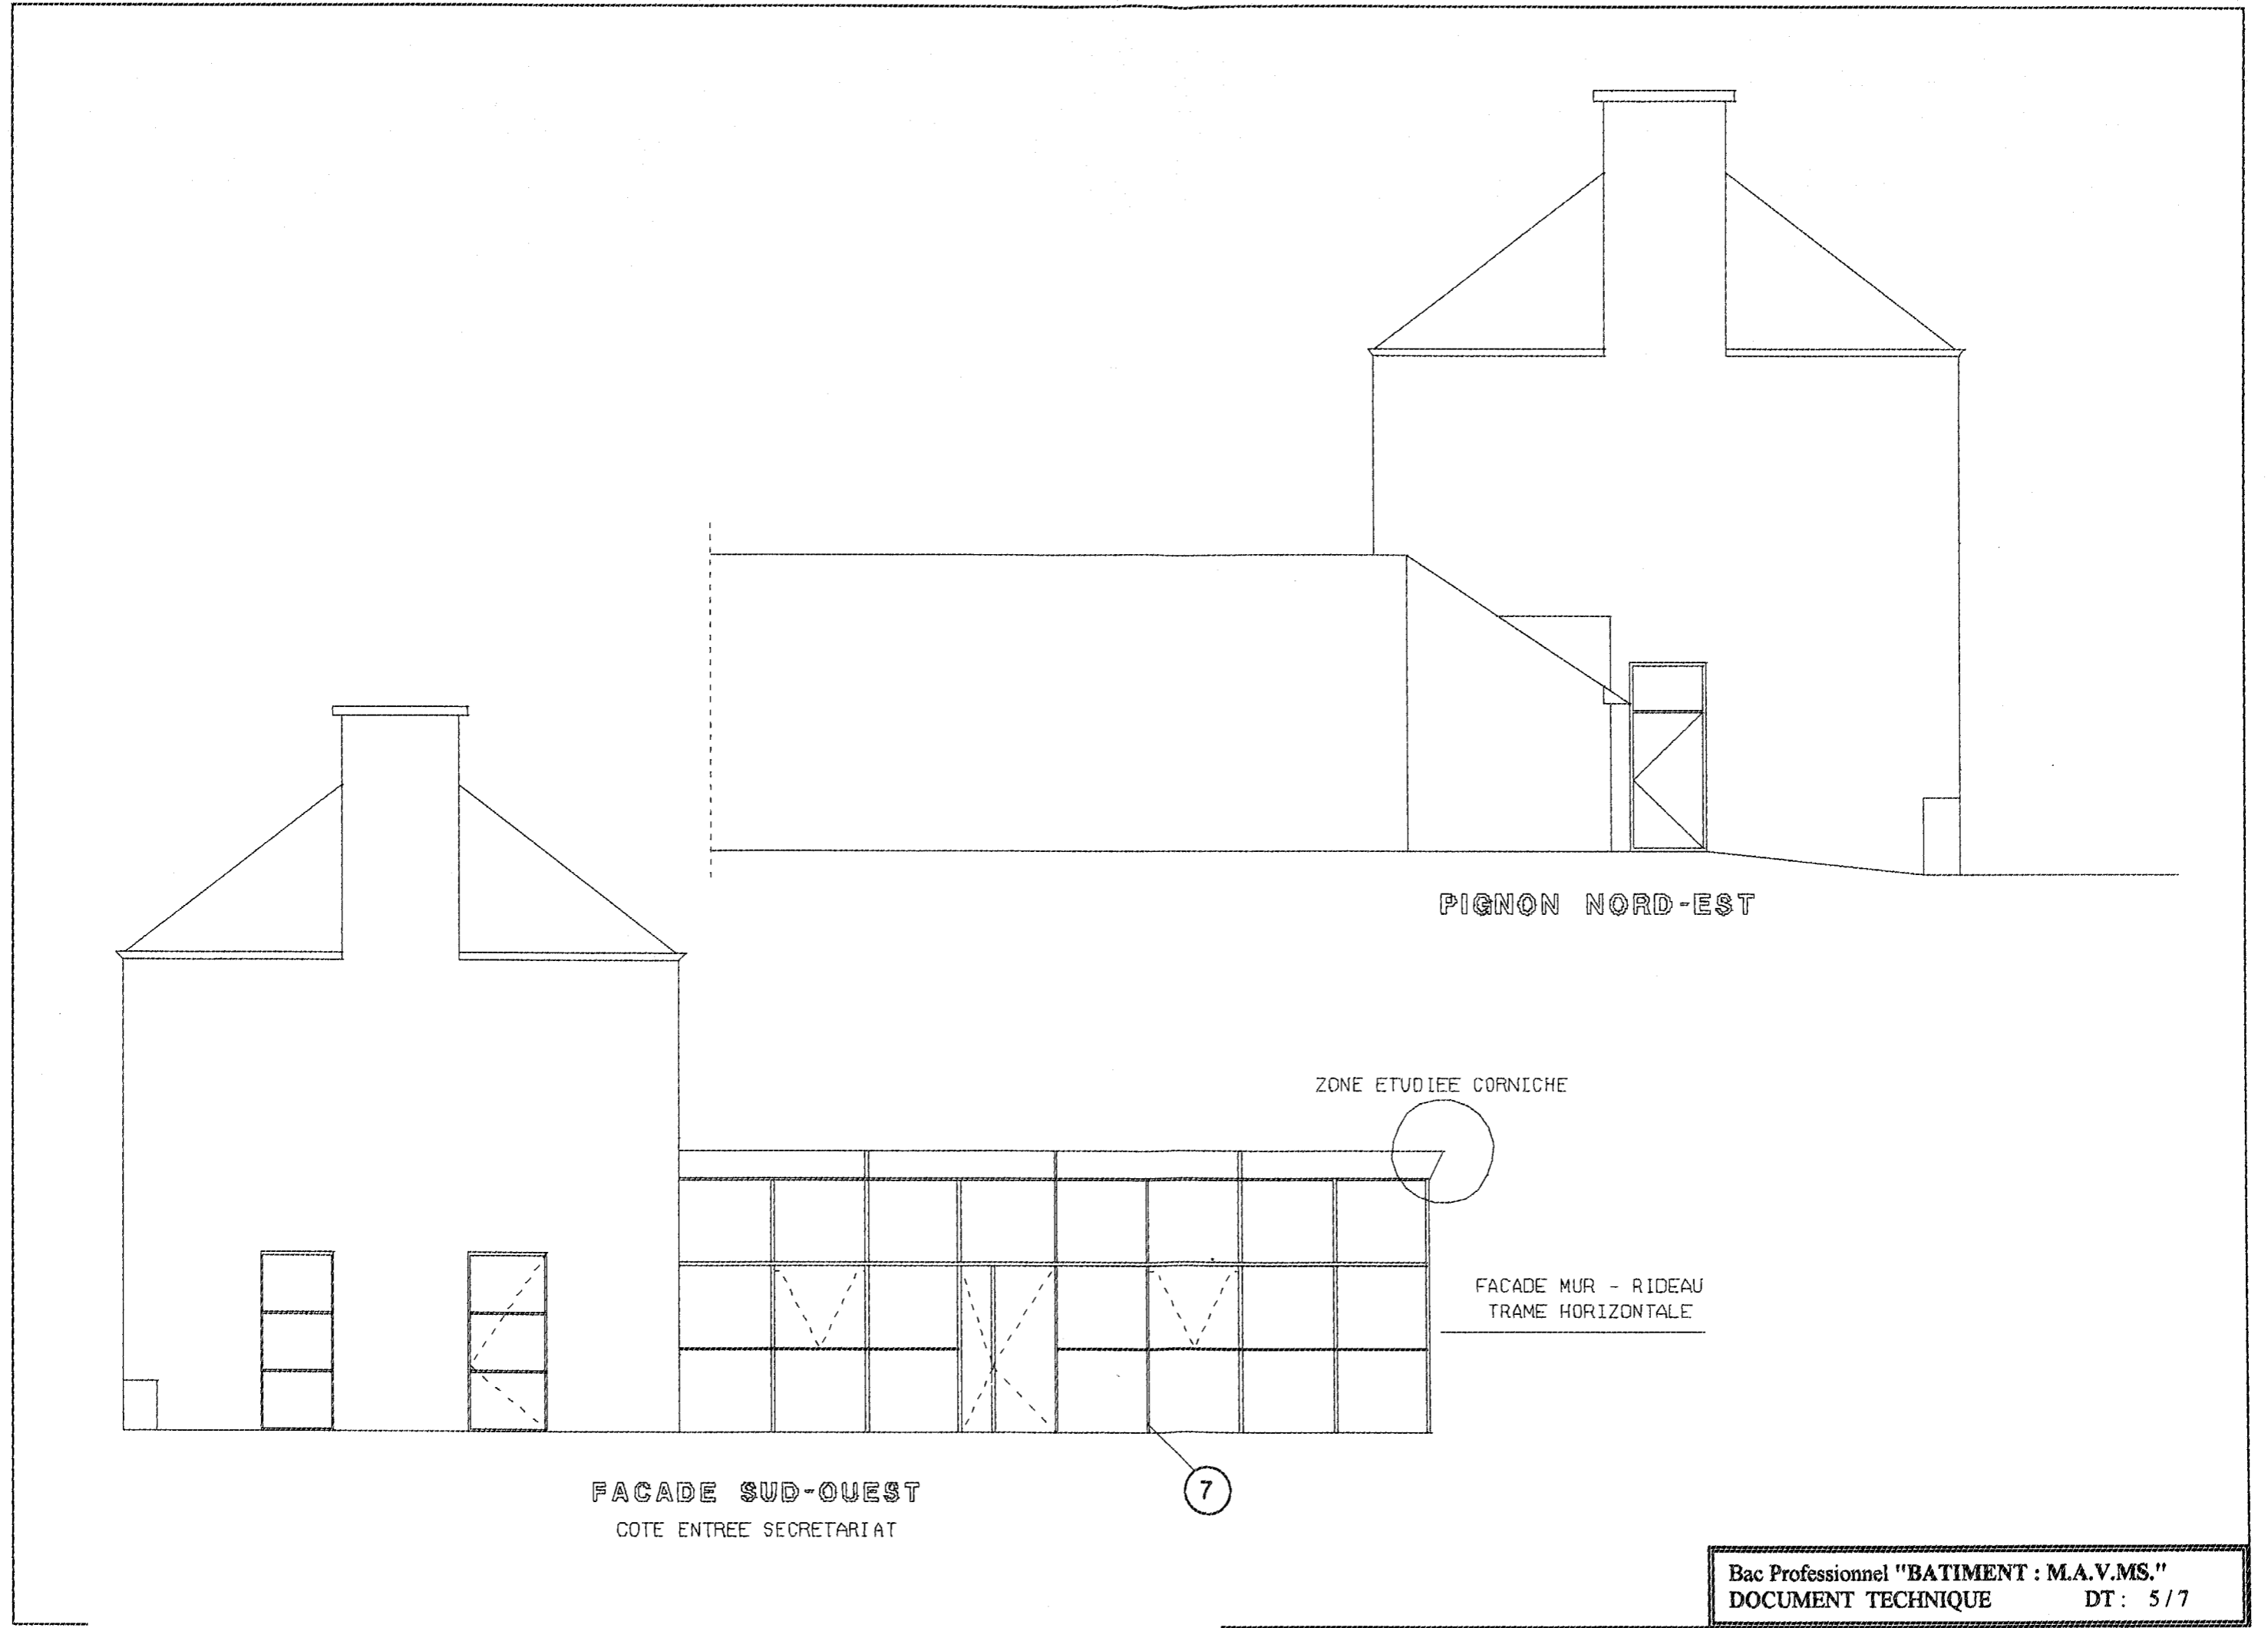 PIGNON NORD-EST
ZONE ETUDIEE CORNICHE
FACADE MUR - RIDEAU
TRAME HORIZONTALE
7
FACADE SUD-OUEST
COTE ENTREE SECRETARIAT
Bac Professionnel "BATIMENT : M.A.V.MS."
DOCUMENT TECHNIQUE DT : 5 / 7